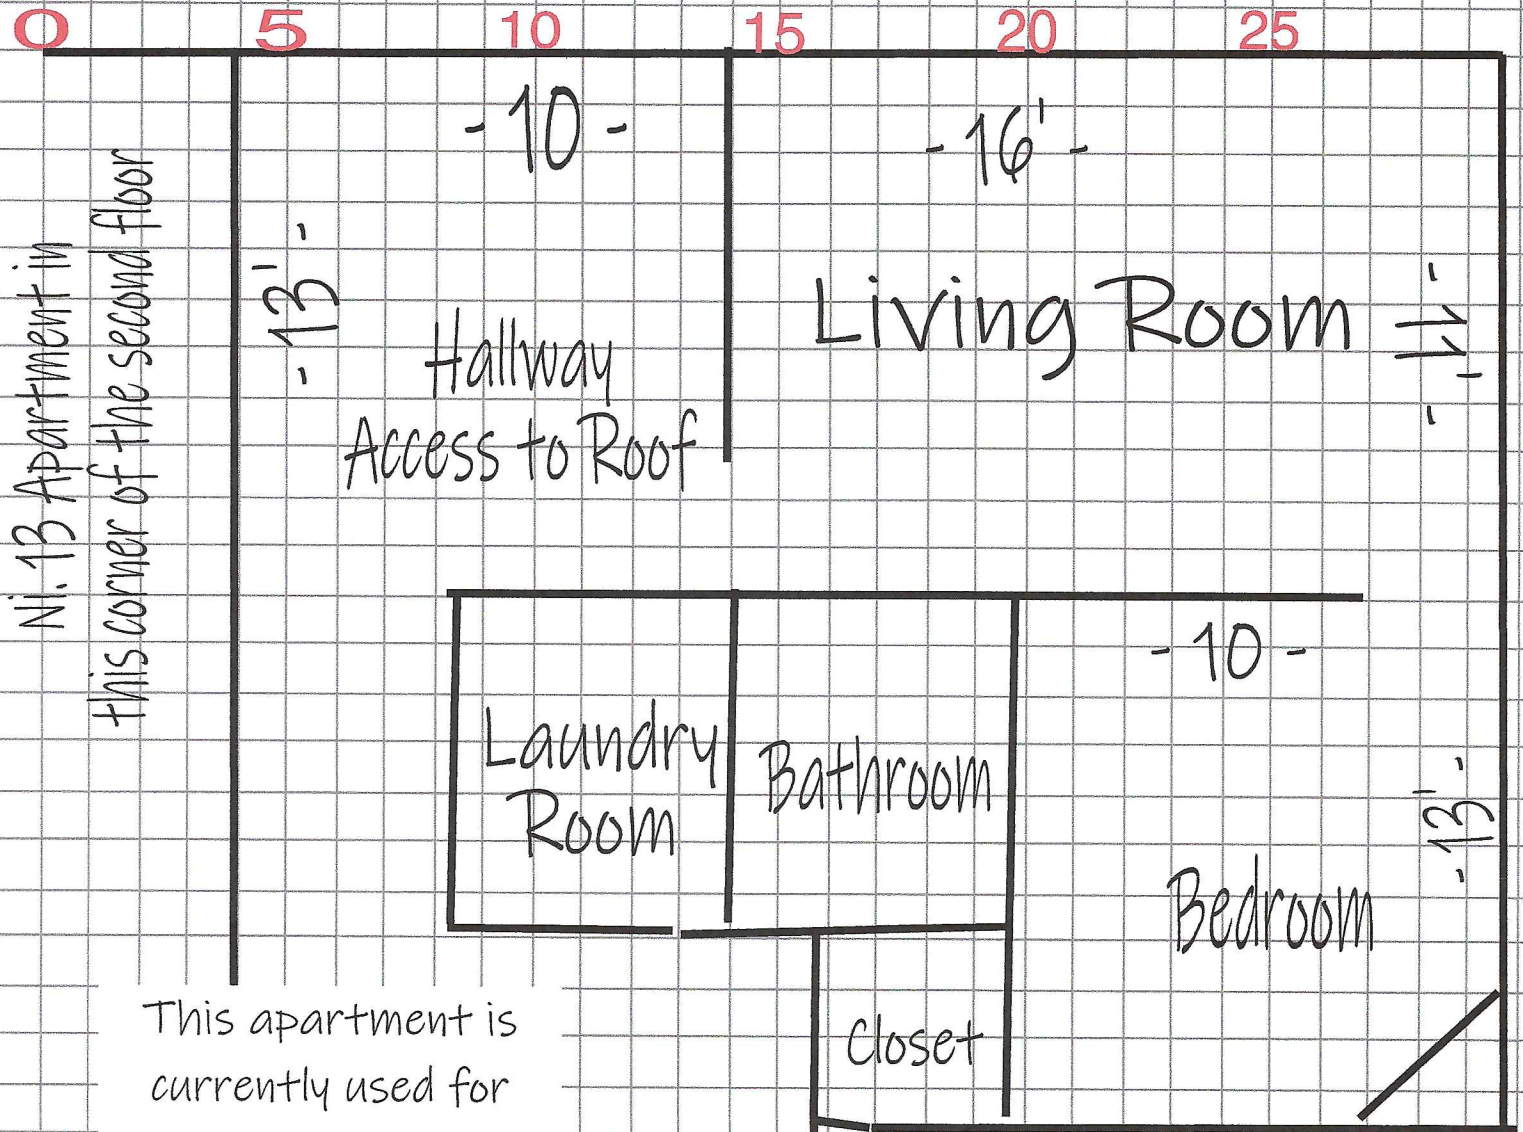 0 5 10 15 20 25
- 10 -
- 16' -
- 13' -
Living Room
- 11' -
Hallway
Access to Roof
Ni. 13 Apartment in
this corner of the second floor
- 10 -
Laundry
Room
Bathroom
- 13' -
Bedroom
Closet
This apartment is
currently used for